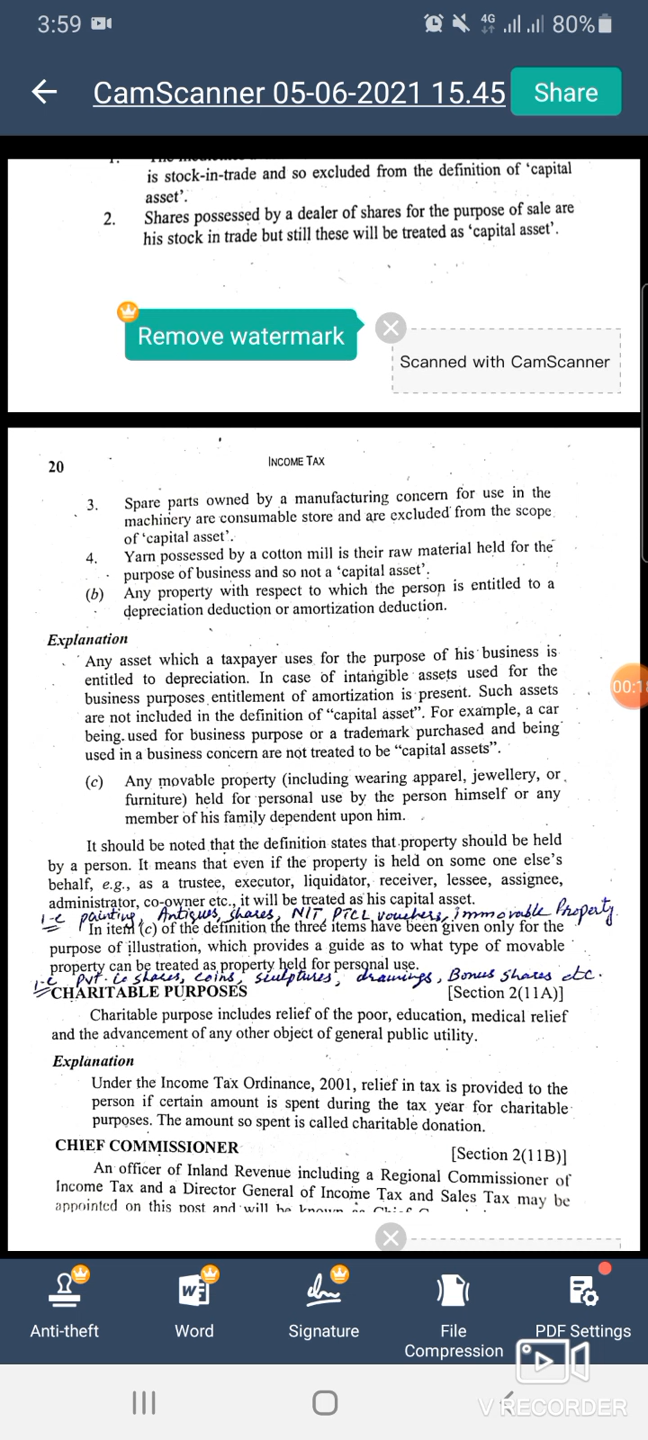 3:59
4G 80%
CamScanner 05-06-2021 15.45
Share
is stock-in-trade and so excluded from the definition of ‘capital
asset’.
2. Shares possessed by a dealer of shares for the purpose of sale are
his stock in trade but still these will be treated as ‘capital asset’.
Remove watermark
Scanned with CamScanner
20 INCOME TAX
3. Spare parts owned by a manufacturing concern for use in the
machinery are consumable store and are excluded from the scope
of ‘capital asset’.
4. Yarn possessed by a cotton mill is their raw material held for the
purpose of business and so not a ‘capital asset’.
(b) Any property with respect to which the person is entitled to a
depreciation deduction or amortization deduction.
Explanation
Any asset which a taxpayer uses for the purpose of his business is
entitled to depreciation. In case of intangible assets used for the
business purposes entitlement of amortization is present. Such assets
are not included in the definition of “capital asset”. For example, a car
being used for business purpose or a trademark purchased and being
used in a business concern are not treated to be “capital assets”.
00:1
(c) Any movable property (including wearing apparel, jewellery, or
furniture) held for personal use by the person himself or any
member of his family dependent upon him.
It should be noted that the definition states that property should be held
by a person. It means that even if the property is held on some one else’s
behalf, e.g., as a trustee, executor, liquidator, receiver, lessee, assignee,
administrator, co-owner etc., it will be treated as his capital asset.
i-e painting, Antiques, shares, NIT, PTCL vouchers, immovable Property.
In item (c) of the definition the three items have been given only for the
purpose of illustration, which provides a guide as to what type of movable
property can be treated as property held for personal use.
i-e Pvt. Co shares, coins, sculptures, drawings, Bonus shares etc.
CHARITABLE PURPOSES [Section 2(11A)]
Charitable purpose includes relief of the poor, education, medical relief
and the advancement of any other object of general public utility.
Explanation
Under the Income Tax Ordinance, 2001, relief in tax is provided to the
person if certain amount is spent during the tax year for charitable
purposes. The amount so spent is called charitable donation.
CHIEF COMMISSIONER [Section 2(11B)]
An officer of Inland Revenue including a Regional Commissioner of
Income Tax and a Director General of Income Tax and Sales Tax may be
appointed on this post and will be known as
Anti-theft
Word
Signature
File
Compression
PDF Settings
V RECORDER